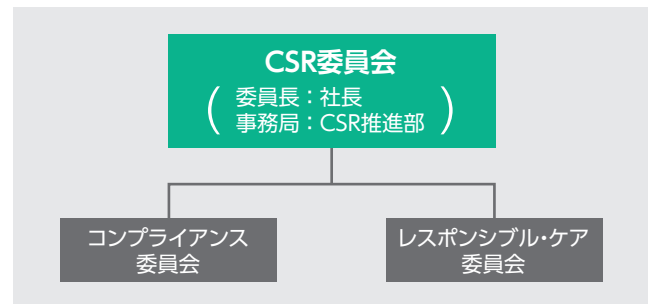 CSR委員会
(委員長：社長
事務局：CSR推進部)
コンプライアンス
委員会
レスポンシブル・ケア
委員会